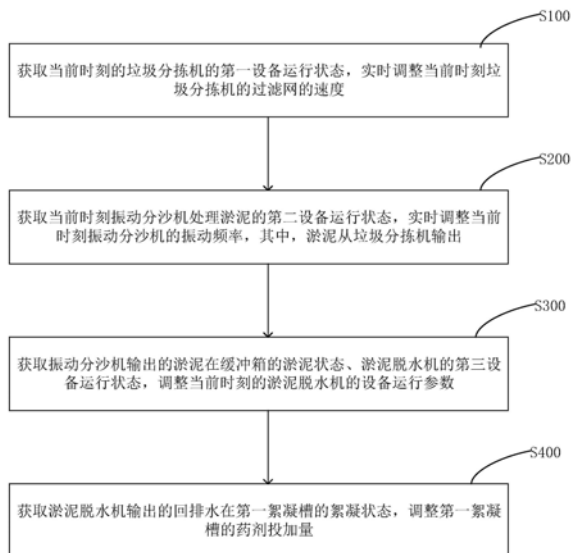 S100
获取当前时刻的垃圾分拣机的第一设备运行状态，实时调整当前时刻垃
圾分拣机的过滤网的速度
S200
获取当前时刻振动分沙机处理淤泥的第二设备运行状态，实时调整当前
时刻振动分沙机的振动频率，其中，淤泥从垃圾分拣机输出
S300
获取振动分沙机输出的淤泥在缓冲箱的淤泥状态、淤泥脱水机的第三设
备运行状态，调整当前时刻的淤泥脱水机的设备运行参数
S400
获取淤泥脱水机输出的回排水在第一絮凝槽的絮凝状态，调整第一絮凝
槽的药剂投加量